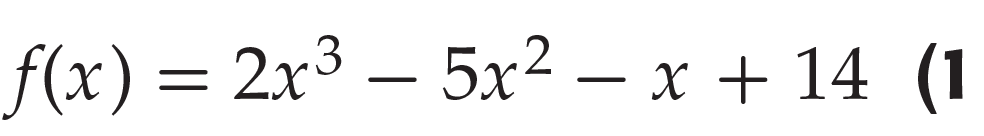 f(x) = 2x³ − 5x² − x + 14 (1